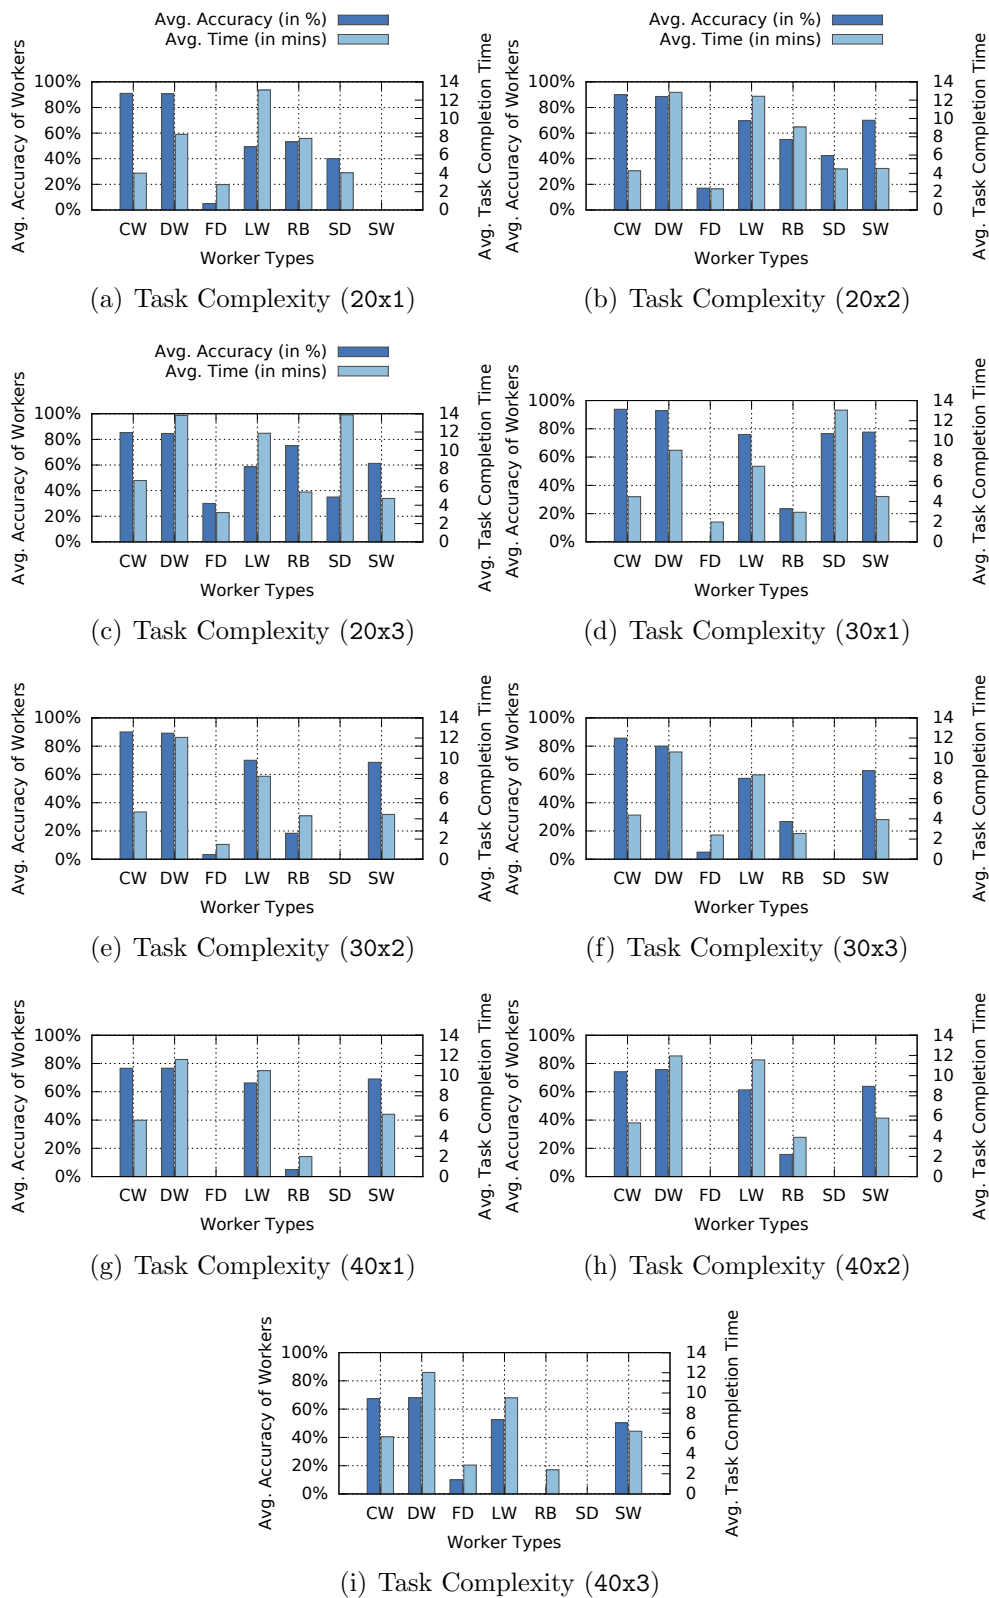 Avg. Accuracy (in %)
Avg. Time (in mins)
Avg. Accuracy of Workers
100%
80%
60%
40%
20%
0%
14
12
10
8
6
4
2
0
Avg. Task Completion Time
CW DW FD LW RB SD SW
Worker Types
(a) Task Complexity (20x1)
Avg. Accuracy (in %)
Avg. Time (in mins)
Avg. Accuracy of Workers
100%
80%
60%
40%
20%
0%
14
12
10
8
6
4
2
0
Avg. Task Completion Time
CW DW FD LW RB SD SW
Worker Types
(b) Task Complexity (20x2)
Avg. Accuracy (in %)
Avg. Time (in mins)
Avg. Accuracy of Workers
100%
80%
60%
40%
20%
0%
14
12
10
8
6
4
2
0
Avg. Task Completion Time
CW DW FD LW RB SD SW
Worker Types
(c) Task Complexity (20x3)
Avg. Accuracy of Workers
100%
80%
60%
40%
20%
0%
14
12
10
8
6
4
2
0
Avg. Task Completion Time
CW DW FD LW RB SD SW
Worker Types
(d) Task Complexity (30x1)
Avg. Accuracy of Workers
100%
80%
60%
40%
20%
0%
14
12
10
8
6
4
2
0
Avg. Task Completion Time
CW DW FD LW RB SD SW
Worker Types
(e) Task Complexity (30x2)
Avg. Accuracy of Workers
100%
80%
60%
40%
20%
0%
14
12
10
8
6
4
2
0
Avg. Task Completion Time
CW DW FD LW RB SD SW
Worker Types
(f) Task Complexity (30x3)
Avg. Accuracy of Workers
100%
80%
60%
40%
20%
0%
14
12
10
8
6
4
2
0
Avg. Task Completion Time
CW DW FD LW RB SD SW
Worker Types
(g) Task Complexity (40x1)
Avg. Accuracy of Workers
100%
80%
60%
40%
20%
0%
14
12
10
8
6
4
2
0
Avg. Task Completion Time
CW DW FD LW RB SD SW
Worker Types
(h) Task Complexity (40x2)
Avg. Accuracy of Workers
100%
80%
60%
40%
20%
0%
14
12
10
8
6
4
2
0
Avg. Task Completion Time
CW DW FD LW RB SD SW
Worker Types
(i) Task Complexity (40x3)